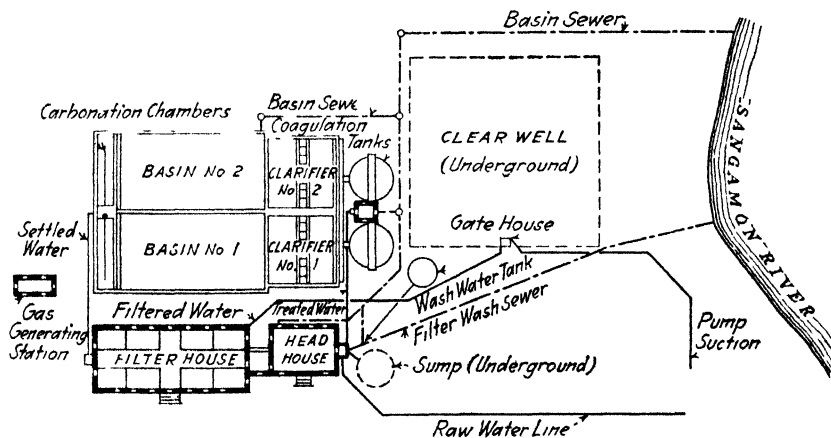 Basin Sewer
Carbonation Chambers
Basin Sewe
Coagulation
Tanks
CLEAR WELL
(Underground)
BASIN No 2
CLARIFIER
No. 2
SANGAMON RIVER
Settled
Water
BASIN No 1
CLARIFIER
No. 1
Gate House
Gas
Generating
Station
Filtered Water
Treated Water
Wash Water Tank
Filter Wash Sewer
Pump
Suction
FILTER HOUSE
HEAD
HOUSE
Sump (Underground)
Raw Water Line